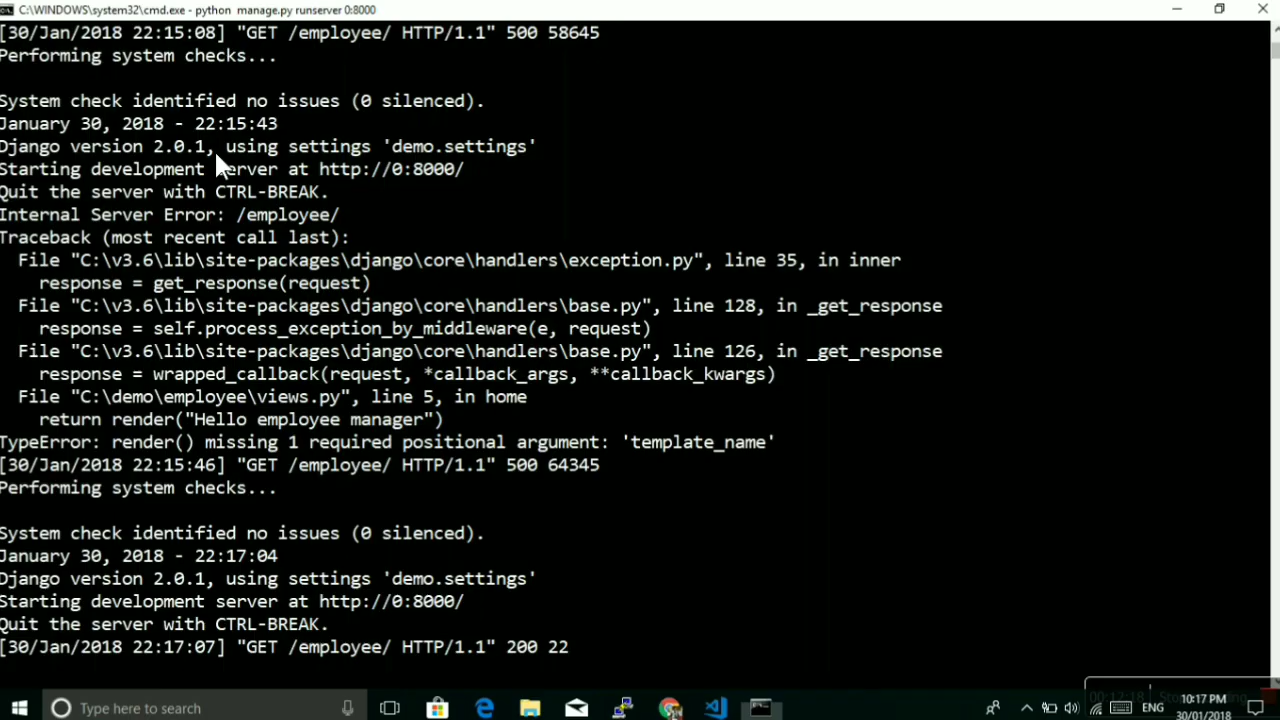 C:\WINDOWS\system32\cmd.exe - python  manage.py runserver 0:8000
[30/Jan/2018 22:15:08] "GET /employee/ HTTP/1.1" 500 58645
Performing system checks...
System check identified no issues (0 silenced).
January 30, 2018 - 22:15:43
Django version 2.0.1, using settings 'demo.settings'
Starting development server at http://0:8000/
Quit the server with CTRL-BREAK.
Internal Server Error: /employee/
Traceback (most recent call last):
  File "C:\v3.6\lib\site-packages\django\core\handlers\exception.py", line 35, in inner
    response = get_response(request)
  File "C:\v3.6\lib\site-packages\django\core\handlers\base.py", line 128, in _get_response
    response = self.process_exception_by_middleware(e, request)
  File "C:\v3.6\lib\site-packages\django\core\handlers\base.py", line 126, in _get_response
    response = wrapped_callback(request, *callback_args, **callback_kwargs)
  File "C:\demo\employee\views.py", line 5, in home
    return render("Hello employee manager")
TypeError: render() missing 1 required positional argument: 'template_name'
[30/Jan/2018 22:15:46] "GET /employee/ HTTP/1.1" 500 64345
Performing system checks...
System check identified no issues (0 silenced).
January 30, 2018 - 22:17:04
Django version 2.0.1, using settings 'demo.settings'
Starting development server at http://0:8000/
Quit the server with CTRL-BREAK.
[30/Jan/2018 22:17:07] "GET /employee/ HTTP/1.1" 200 22
Type here to search
ENG
10:17 PM
30/01/2018